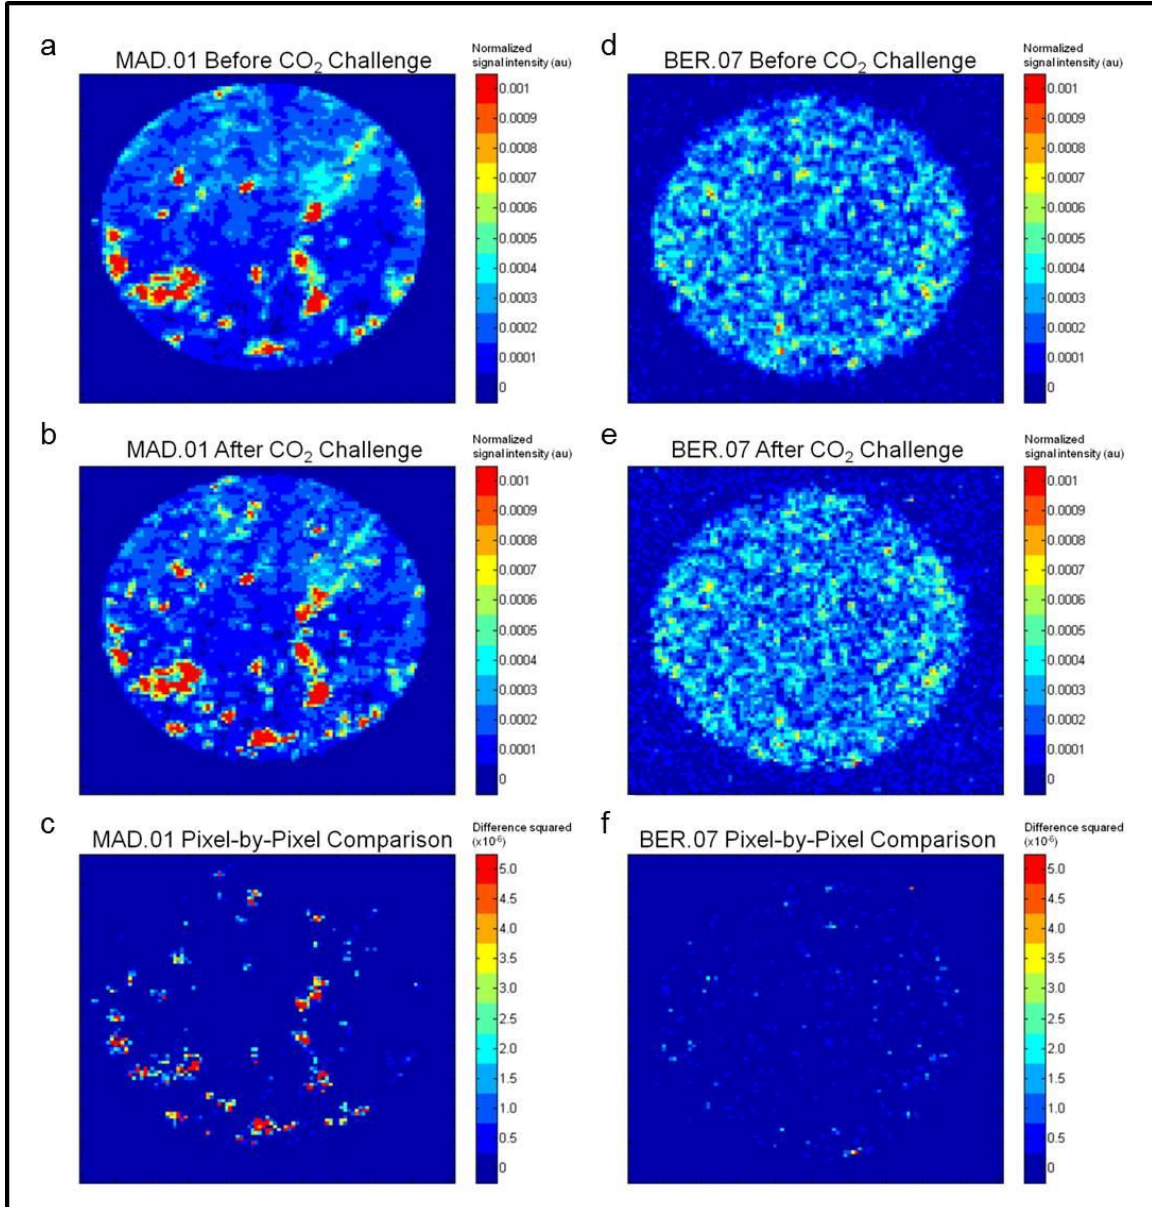 a
MAD.01 Before CO₂ Challenge
Normalized
signal intensity (au)
0.001
0.0009
0.0008
0.0007
0.0006
0.0005
0.0004
0.0003
0.0002
0.0001
0
d
BER.07 Before CO₂ Challenge
Normalized
signal intensity (au)
0.001
0.0009
0.0008
0.0007
0.0006
0.0005
0.0004
0.0003
0.0002
0.0001
0
b
MAD.01 After CO₂ Challenge
Normalized
signal intensity (au)
0.001
0.0009
0.0008
0.0007
0.0006
0.0005
0.0004
0.0003
0.0002
0.0001
0
e
BER.07 After CO₂ Challenge
Normalized
signal intensity (au)
0.001
0.0009
0.0008
0.0007
0.0006
0.0005
0.0004
0.0003
0.0002
0.0001
0
c
MAD.01 Pixel-by-Pixel Comparison
Difference squared
(x10⁻⁶)
5.0
4.5
4.0
3.5
3.0
2.5
2.0
1.5
1.0
0.5
0
f
BER.07 Pixel-by-Pixel Comparison
Difference squared
(x10⁻⁶)
5.0
4.5
4.0
3.5
3.0
2.5
2.0
1.5
1.0
0.5
0